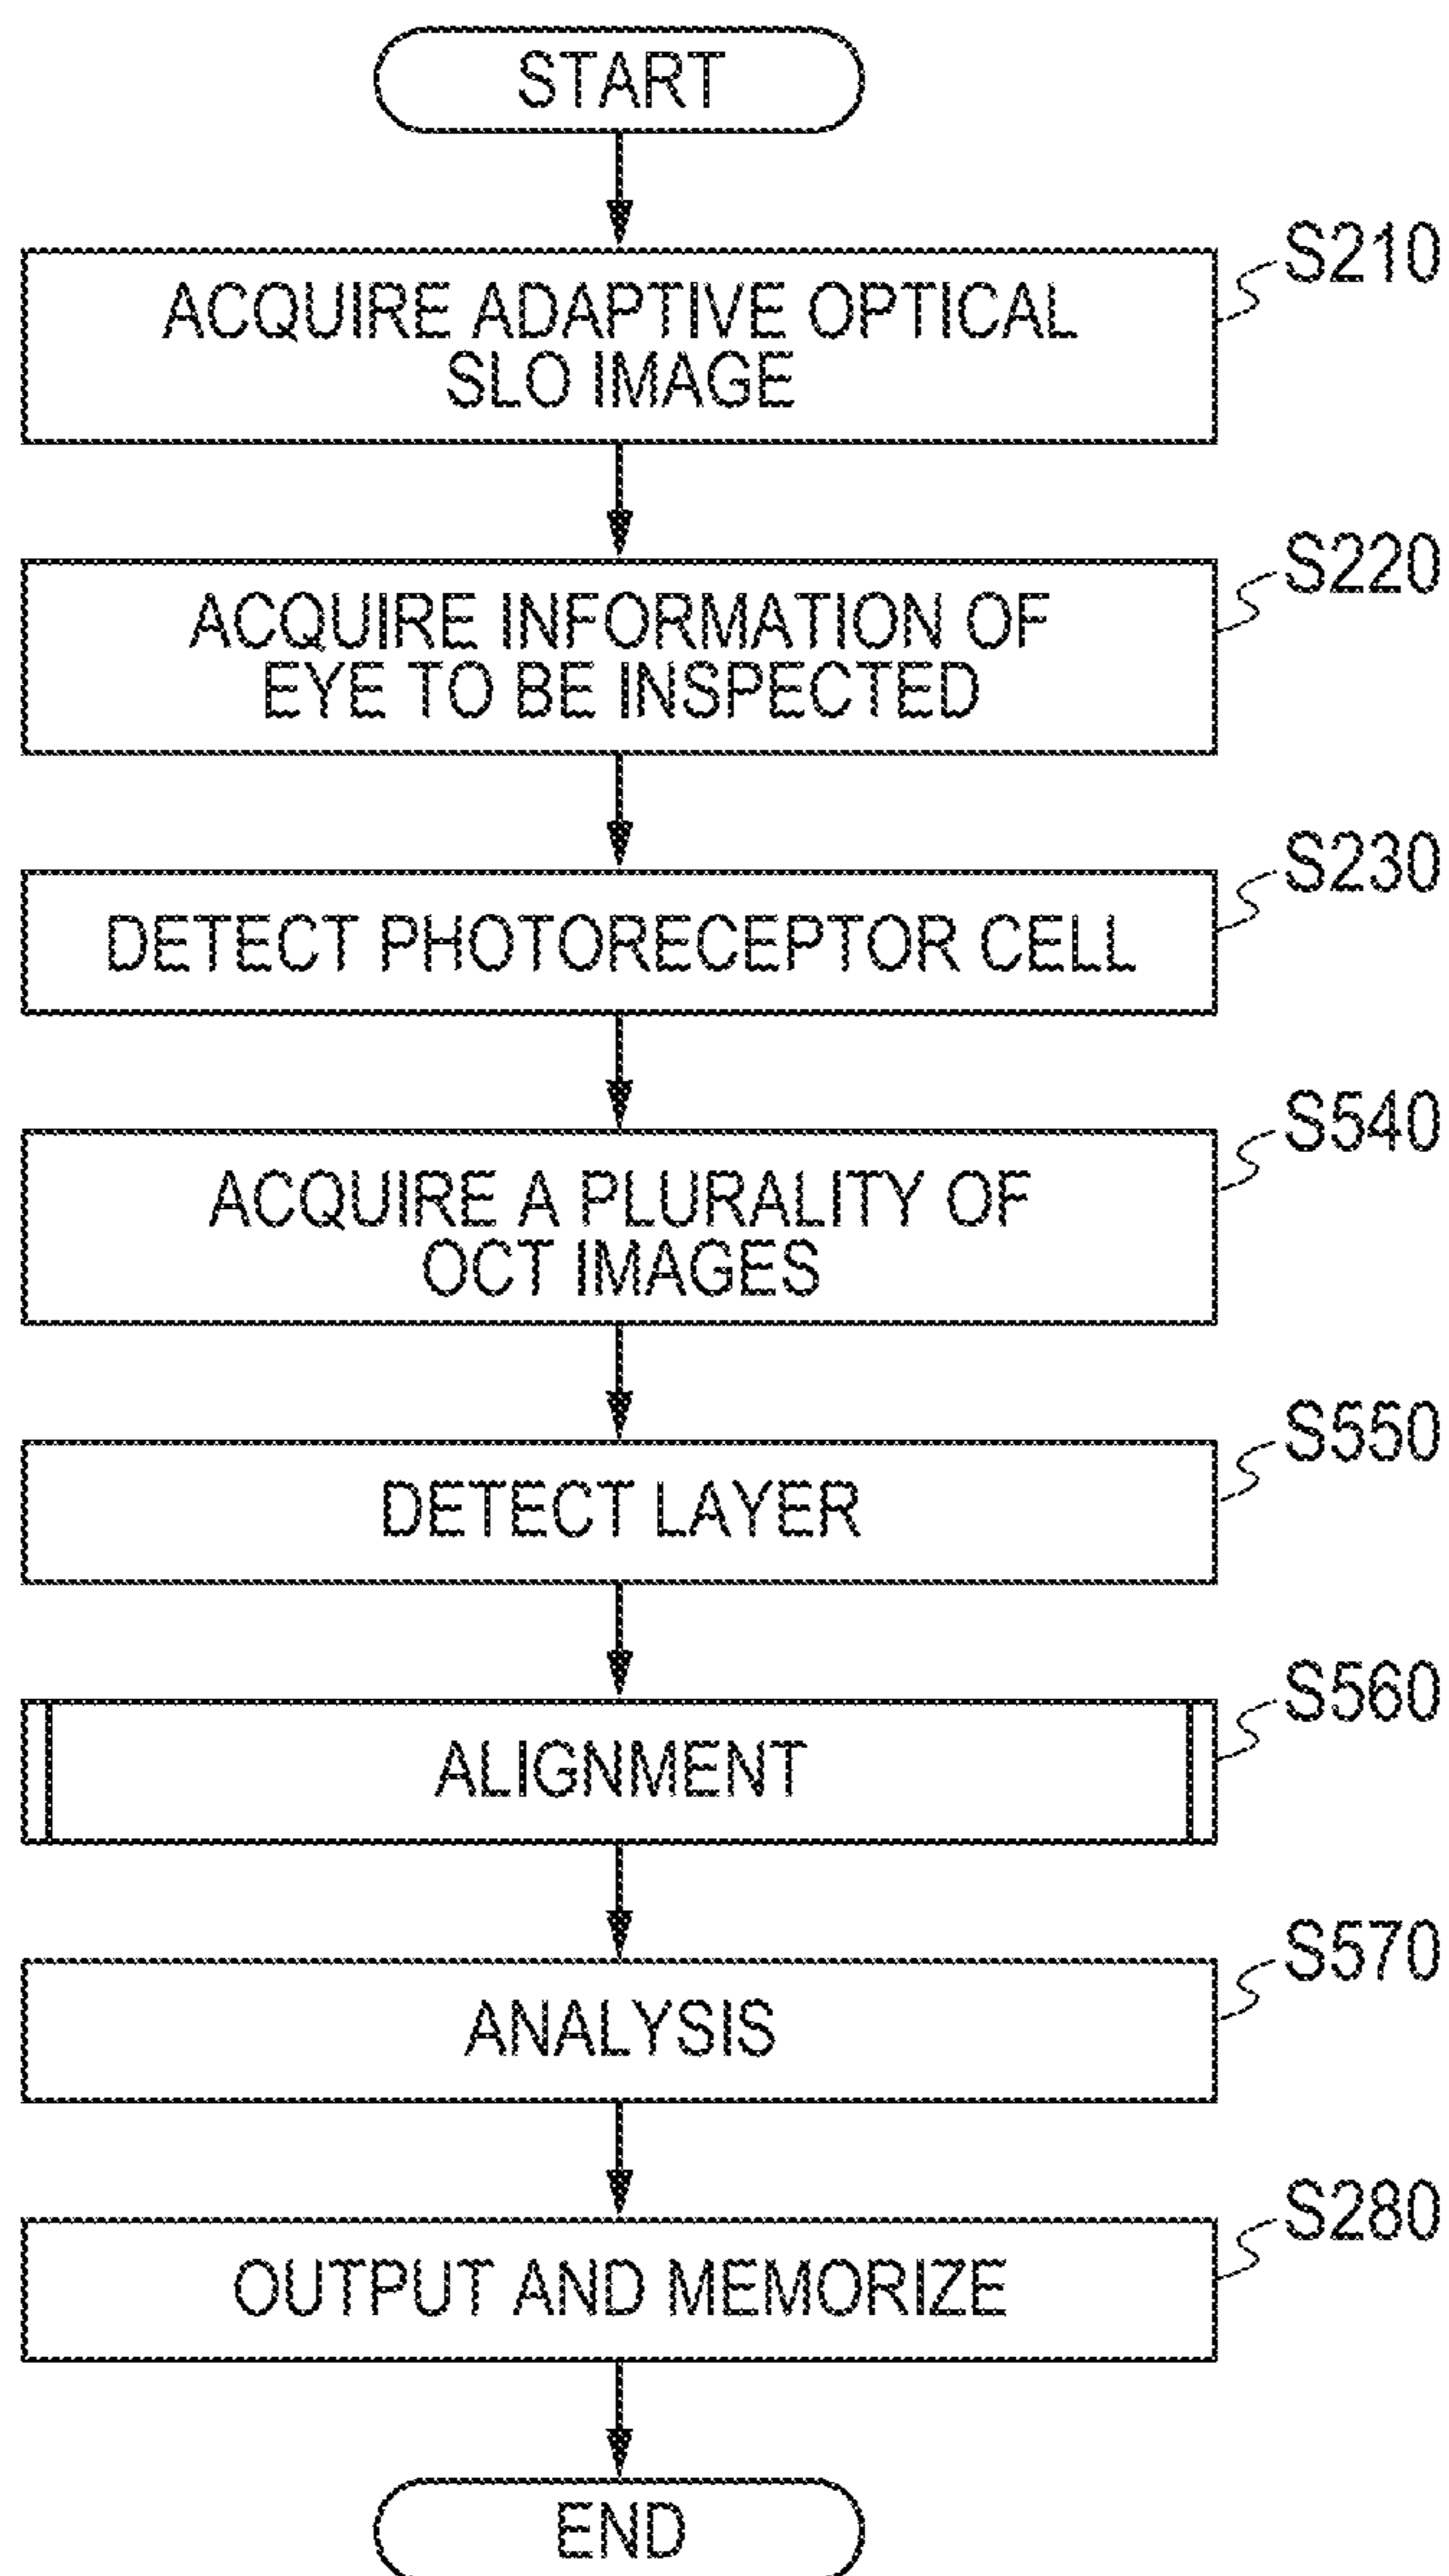 START
S210
ACQUIRE ADAPTIVE OPTICAL
SLO IMAGE
S220
ACQUIRE INFORMATION OF
EYE TO BE INSPECTED
S230
DETECT PHOTORECEPTOR CELL
S540
ACQUIRE A PLURALITY OF
OCT IMAGES
S550
DETECT LAYER
S560
ALIGNMENT
S570
ANALYSIS
S280
OUTPUT AND MEMORIZE
END